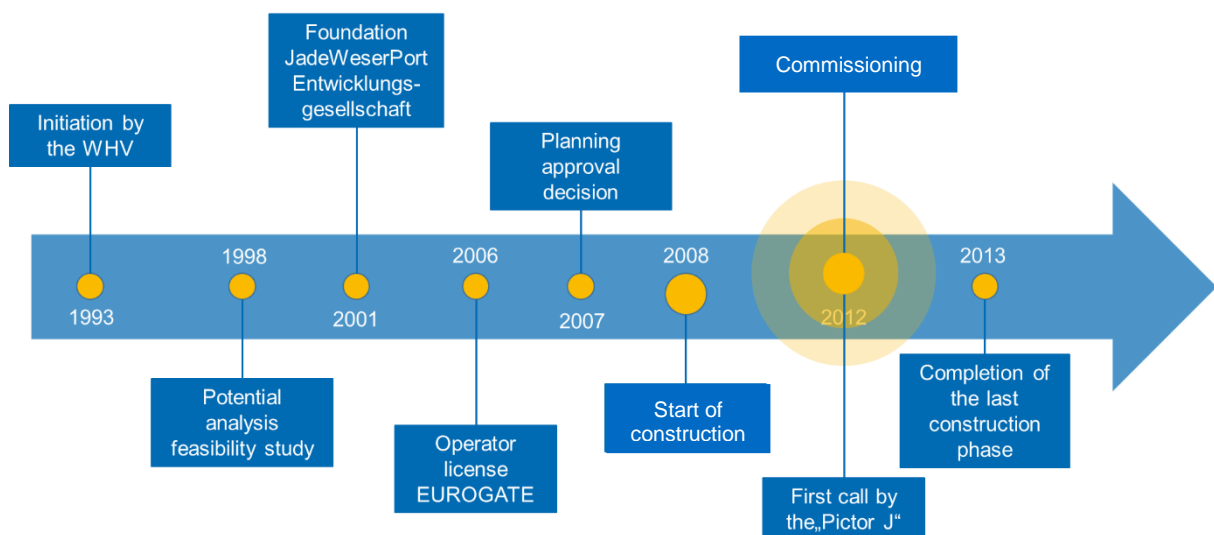 Foundation
JadeWeserPort
Entwicklungs-
gesellschaft
Commissioning
Initiation by
the WHV
Planning
approval
decision
1998
2006
2008
2013
1993
2001
2007
2012
Potential
analysis
feasibility study
Operator
license
EUROGATE
Start of
construction
Completion of
the last
construction
phase
First call by
the„Pictor J“